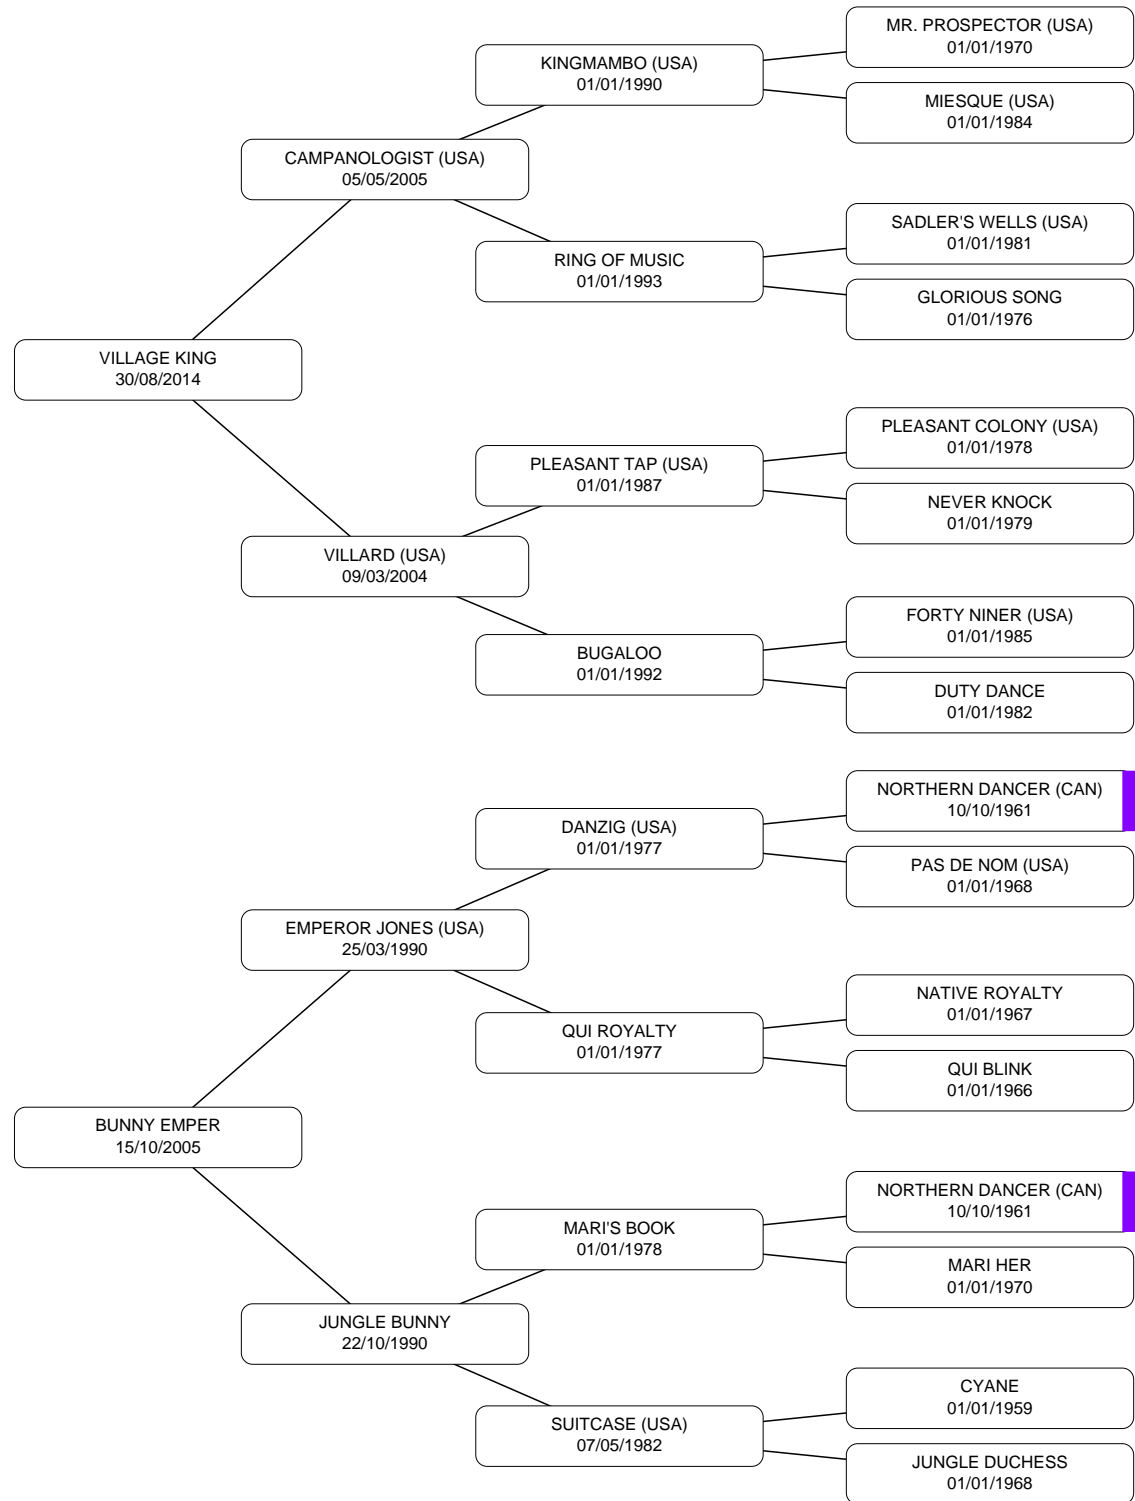 MR. PROSPECTOR (USA)
01/01/1970
KINGMAMBO (USA)
01/01/1990
MIESQUE (USA)
01/01/1984
CAMPANOLOGIST (USA)
05/05/2005
SADLER'S WELLS (USA)
01/01/1981
RING OF MUSIC
01/01/1993
GLORIOUS SONG
01/01/1976
VILLAGE KING
30/08/2014
PLEASANT COLONY (USA)
01/01/1978
PLEASANT TAP (USA)
01/01/1987
NEVER KNOCK
01/01/1979
VILLARD (USA)
09/03/2004
FORTY NINER (USA)
01/01/1985
BUGALOO
01/01/1992
DUTY DANCE
01/01/1982
NORTHERN DANCER (CAN)
10/10/1961
DANZIG (USA)
01/01/1977
PAS DE NOM (USA)
01/01/1968
EMPEROR JONES (USA)
25/03/1990
NATIVE ROYALTY
01/01/1967
QUI ROYALTY
01/01/1977
QUI BLINK
01/01/1966
BUNNY EMPER
15/10/2005
NORTHERN DANCER (CAN)
10/10/1961
MARI'S BOOK
01/01/1978
MARI HER
01/01/1970
JUNGLE BUNNY
22/10/1990
CYANE
01/01/1959
SUITCASE (USA)
07/05/1982
JUNGLE DUCHESS
01/01/1968